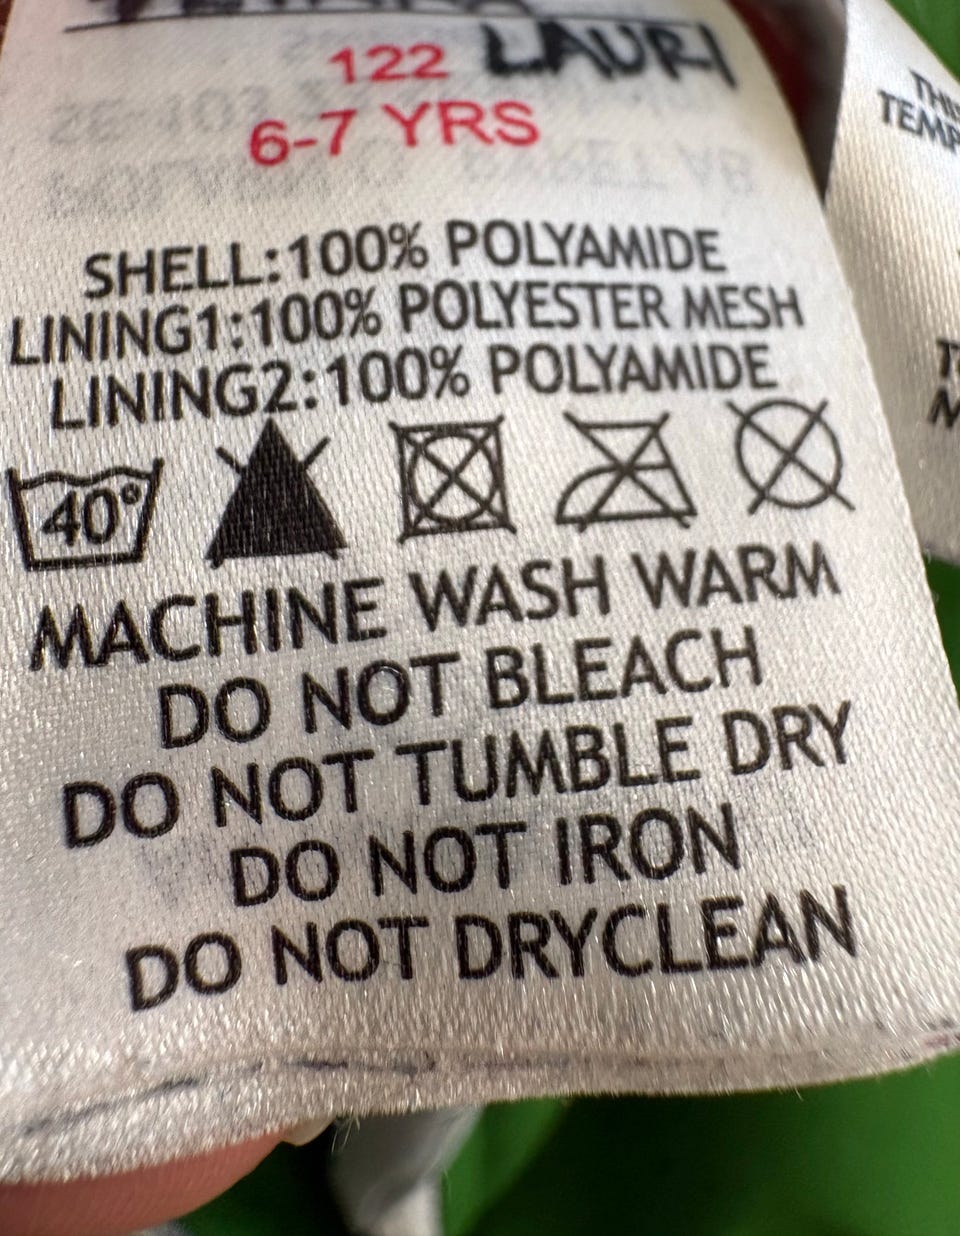 122 LAURI
6-7 YRS
SHELL:100% POLYAMIDE
LINING1:100% POLYESTER MESH
LINING2:100% POLYAMIDE
40°
MACHINE WASH WARM
DO NOT BLEACH
DO NOT TUMBLE DRY
DO NOT IRON
DO NOT DRYCLEAN